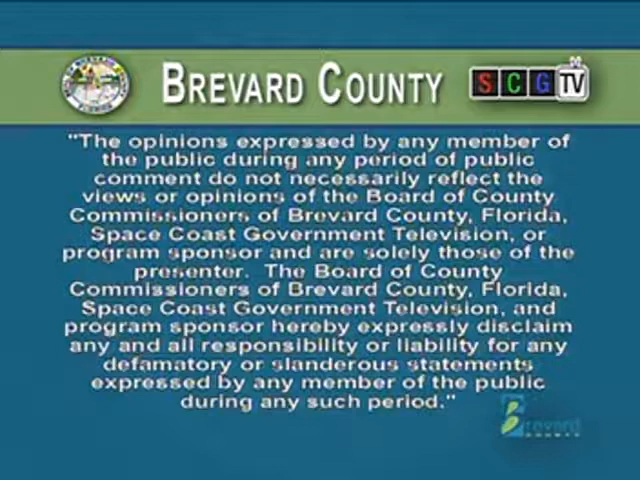 BREVARD COUNTY
SCGTV
"The opinions expressed by any member of
the public during any period of public
comment do not necessarily reflect the
views or opinions of the Board of County
Commissioners of Brevard County, Florida,
Space Coast Government Television, or
program sponsor and are solely those of the
presenter. The Board of County
Commissioners of Brevard County, Florida,
Space Coast Government Television, and
program sponsor hereby expressly disclaim
any and all responsibility or liability for any
defamatory or slanderous statements
expressed by any member of the public
during any such period."
Brevard